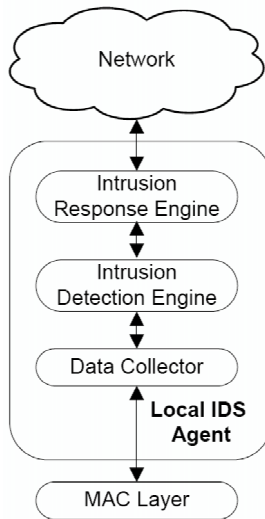 Network
Intrusion
Response Engine
Intrusion
Detection Engine
Data Collector
Local IDS
Agent
MAC Layer